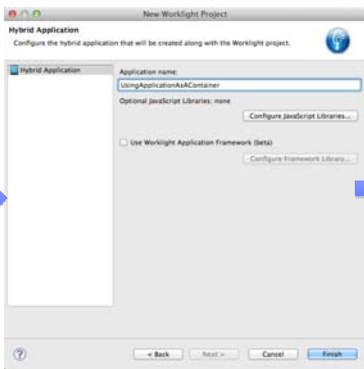 New Worklight Project
Hybrid Application
Configure the hybrid application that will be created along with the Worklight project.
Hybrid Application
Application name:
UsingApplicationAsAContainer
Optional JavaScript Libraries: none
Configure JavaScript Libraries...
Use Worklight Application Framework (beta)
Configure Framework Library...
?
< Back
Next >
Cancel
Finish